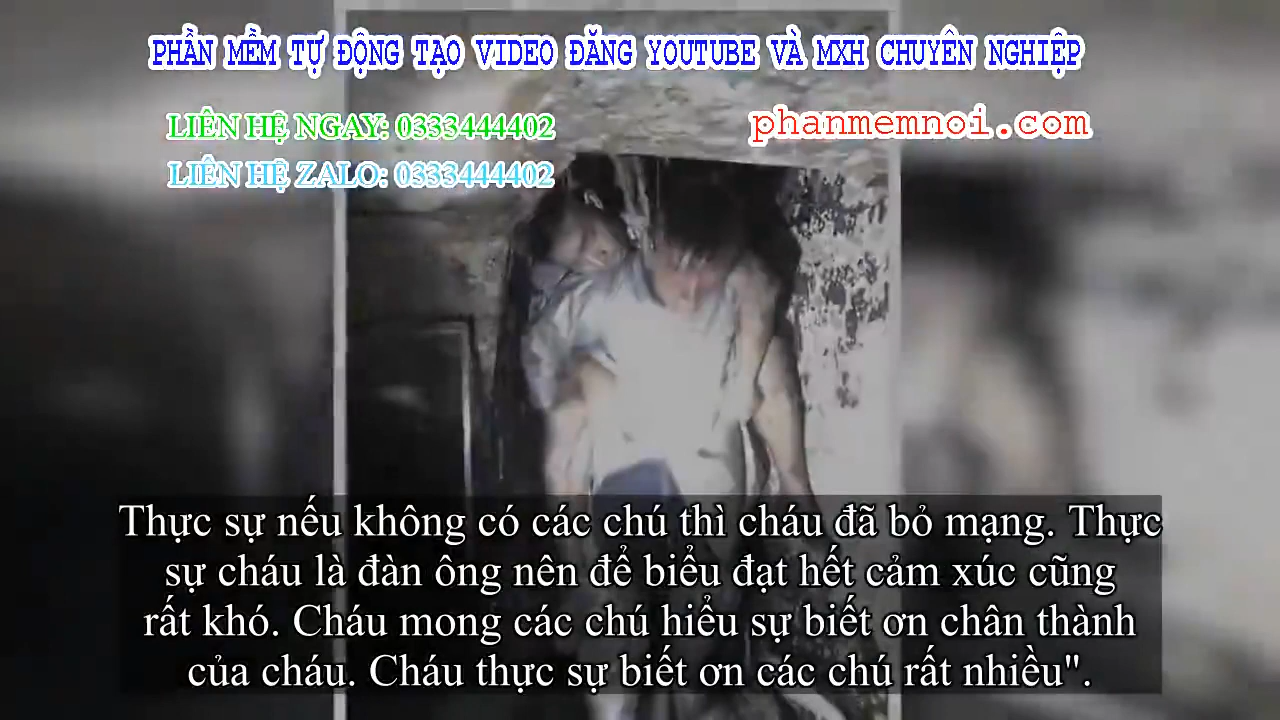 PHẦN MỀM TỰ ĐỘNG TẠO VIDEO ĐĂNG YOUTUBE VÀ MXH CHUYÊN NGHIỆP
LIÊN HỆ NGAY: 0333444402
phanmemnoi.com
LIÊN HỆ ZALO: 0333444402
Thực sự nếu không có các chú thì cháu đã bỏ mạng. Thực
sự cháu là đàn ông nên để biểu đạt hết cảm xúc cũng
rất khó. Cháu mong các chú hiểu sự biết ơn chân thành
của cháu. Cháu thực sự biết ơn các chú rất nhiều".